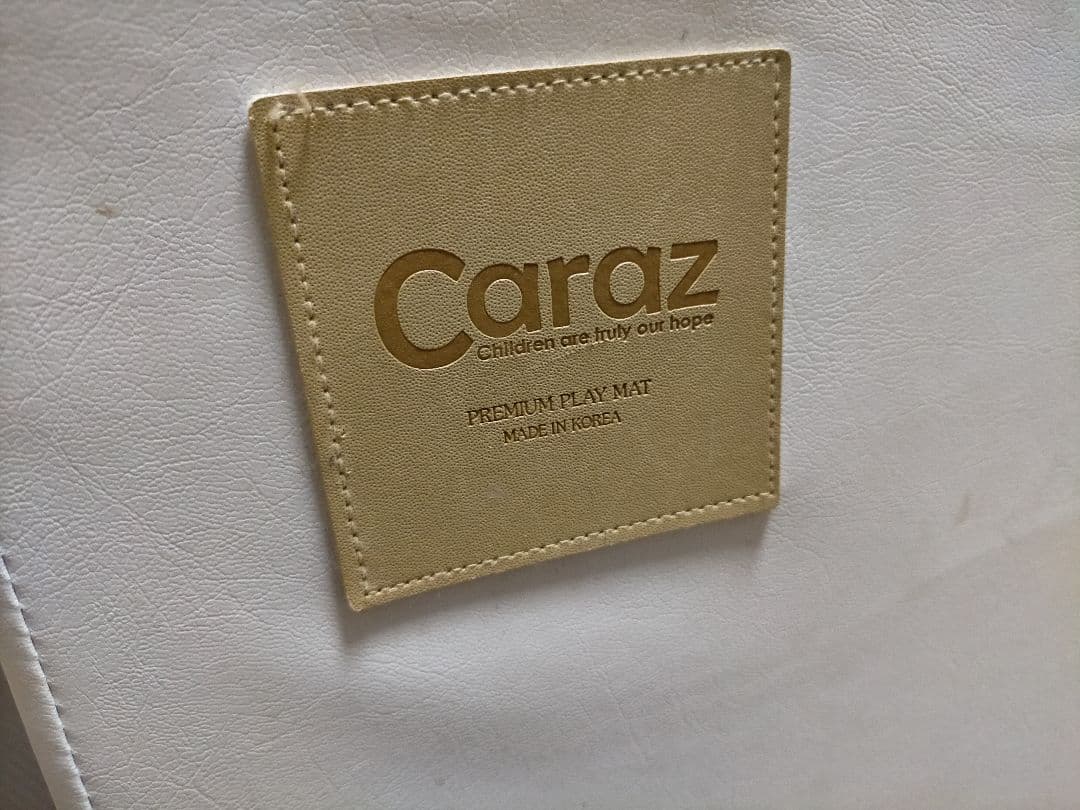 Caraz
Children are truly our hope
PREMIUM PLAY MAT
MADE IN KOREA